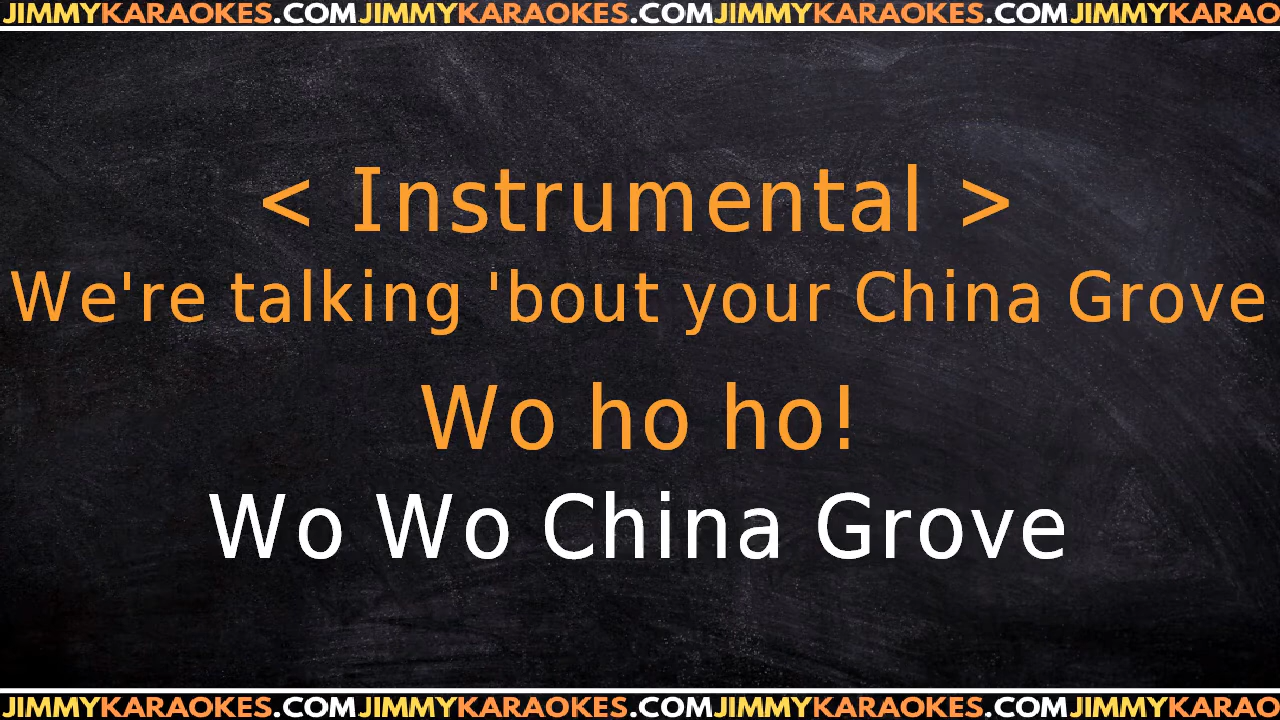 JIMMYKARAOKES.COMJIMMYKARAOKES.COMJIMMYKARAOKES.COMJIMMYKARAO
< Instrumental >
We're talking 'bout your China Grove
Wo ho ho!
Wo Wo China Grove
JIMMYKARAOKES.COMJIMMYKARAOKES.COMJIMMYKARAOKES.COMJIMMYKARAO